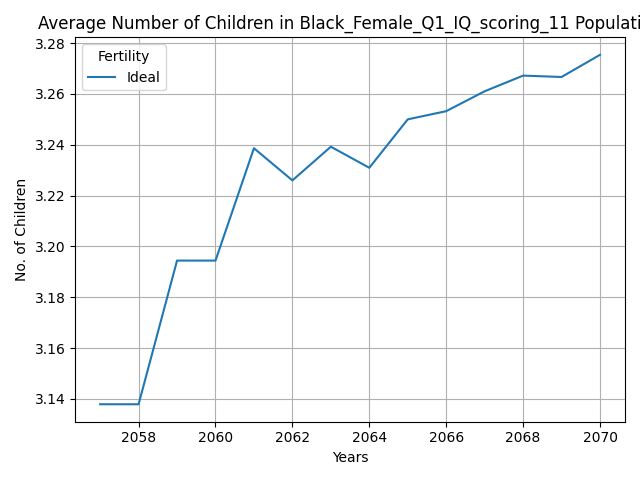 Average Number of Children in Black_Female_Q1_IQ_scoring_11 Populati
Fertility
Ideal
3.28
3.26
3.24
3.22
3.20
3.18
3.16
3.14
No. of Children
2058 2060 2062 2064 2066 2068 2070
Years